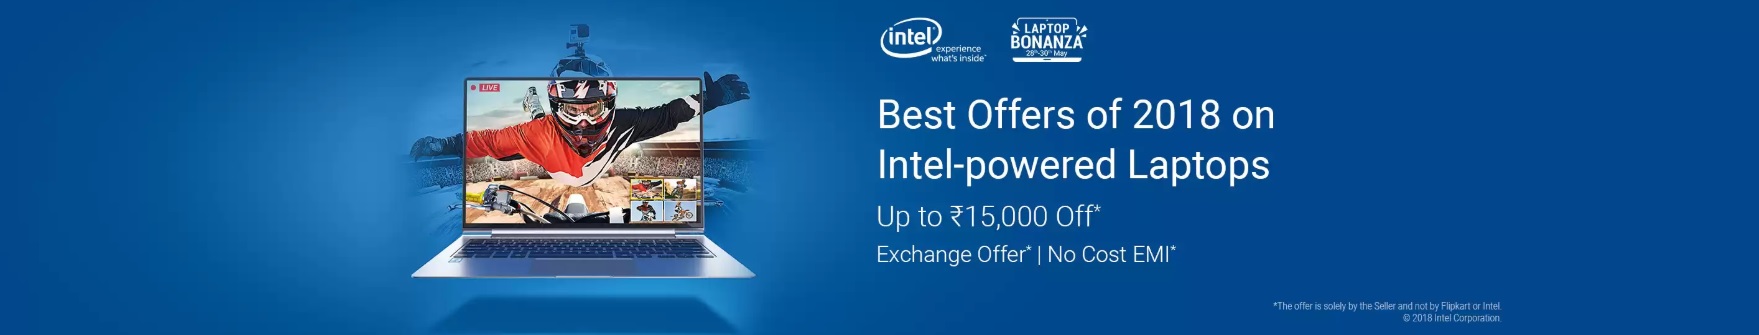 LIVE
intel
experience
what's inside™
LAPTOP
BONANZA
28th-30th May
Best Offers of 2018 on
Intel-powered Laptops
Up to ₹15,000 Off*
Exchange Offer* | No Cost EMI*
*The offer is solely by the Seller and not by Flipkart or Intel.
© 2018 Intel Corporation.